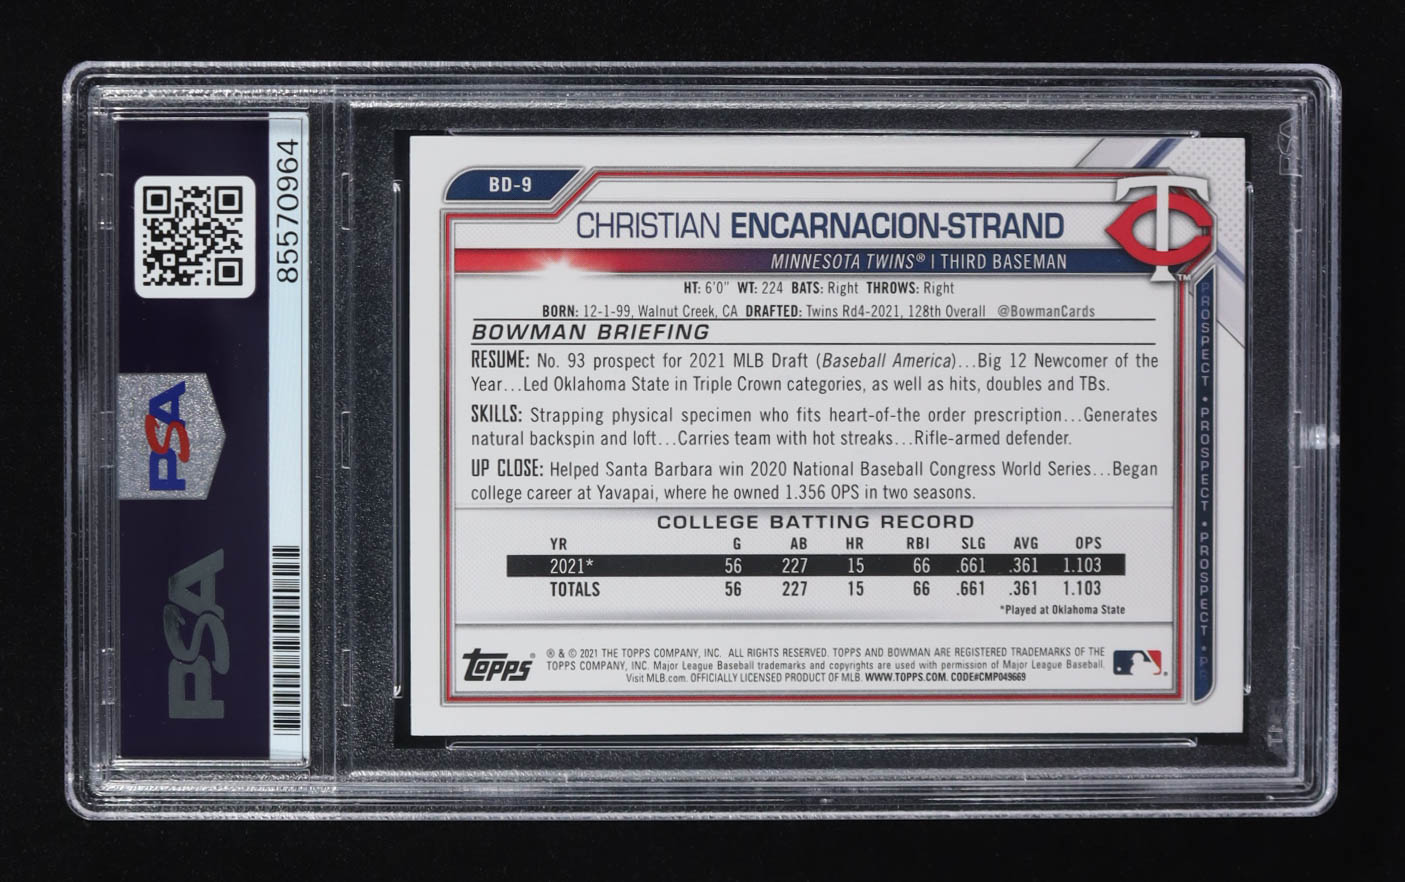 85570964
PSA
PSA
BD-9
CHRISTIAN ENCARNACION-STRAND
MINNESOTA TWINS® | THIRD BASEMAN
TC
TM
HT: 6'0" WT: 224 BATS: Right THROWS: Right
BORN: 12-1-99, Walnut Creek, CA DRAFTED: Twins Rd4-2021, 128th Overall @BowmanCards
BOWMAN BRIEFING
RESUME: No. 93 prospect for 2021 MLB Draft (Baseball America)...Big 12 Newcomer of the
Year...Led Oklahoma State in Triple Crown categories, as well as hits, doubles and TBs.
SKILLS: Strapping physical specimen who fits heart-of-the order prescription...Generates
natural backspin and loft...Carries team with hot streaks...Rifle-armed defender.
UP CLOSE: Helped Santa Barbara win 2020 National Baseball Congress World Series...Began
college career at Yavapai, where he owned 1.356 OPS in two seasons.
COLLEGE BATTING RECORD
YR G AB HR RBI SLG AVG OPS
2021* 56 227 15 66 .661 .361 1.103
TOTALS 56 227 15 66 .661 .361 1.103
*Played at Oklahoma State
topps®
® & © 2021 THE TOPPS COMPANY, INC. ALL RIGHTS RESERVED. TOPPS AND BOWMAN ARE REGISTERED TRADEMARKS OF THE
TOPPS COMPANY, INC. Major League Baseball trademarks and copyrights are used with permission of Major League Baseball.
Visit MLB.com. OFFICIALLY LICENSED PRODUCT OF MLB. WWW.TOPPS.COM. CODE#CMP049669
PROSPECT • PROSPECT • PROSPECT • PR